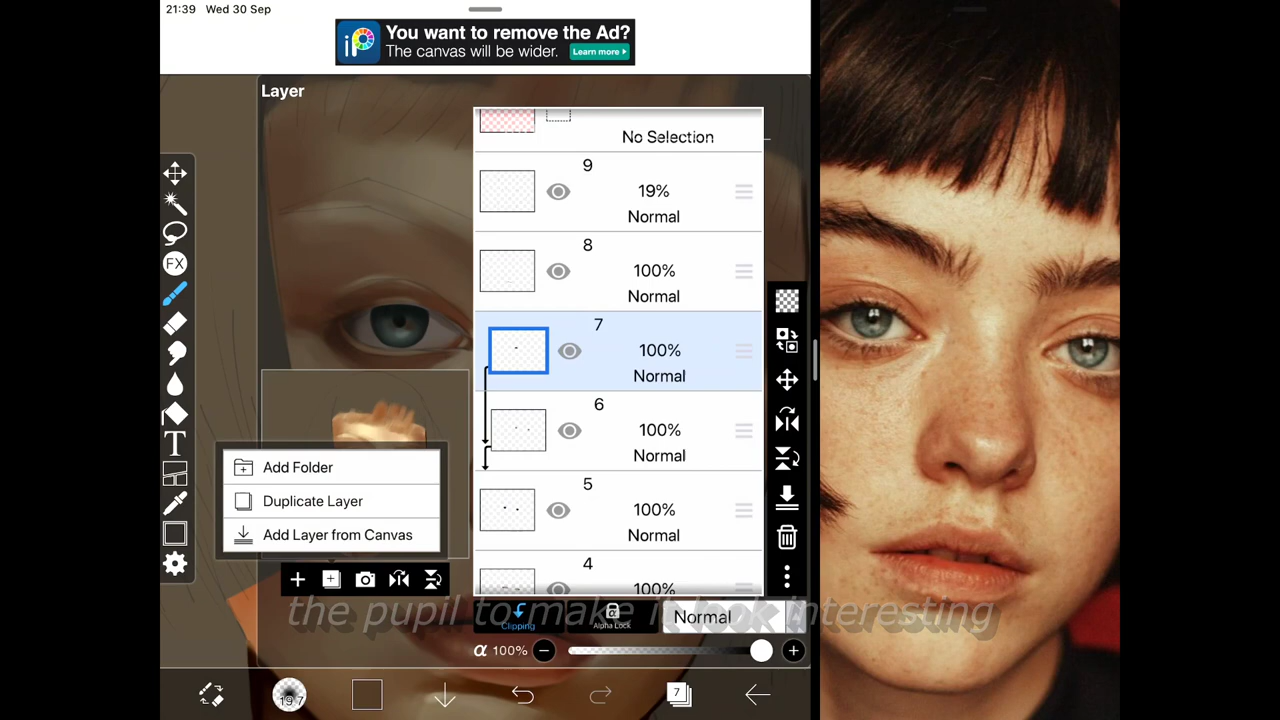 21:39 Wed 30 Sep
iP
You want to remove the Ad?
The canvas will be wider.
Learn more
Layer
No Selection
9
19%
Normal
8
100%
Normal
7
100%
Normal
6
100%
Normal
5
100%
Normal
4
100%
FX
T
Add Folder
Duplicate Layer
Add Layer from Canvas
the pupil to make it look interesting
Clipping
Alpha Lock
Normal
α 100%
19.7
7